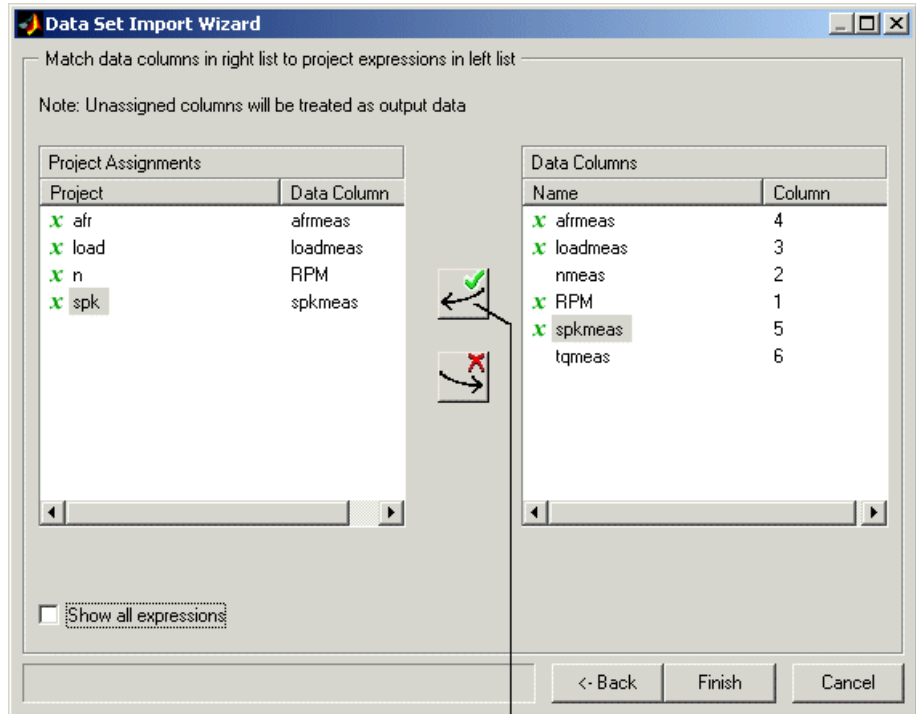 Data Set Import Wizard
Match data columns in right list to project expressions in left list
Note: Unassigned columns will be treated as output data
Project Assignments
Project Data Column
x afr afrmeas
x load loadmeas
x n RPM
x spk spkmeas
Data Columns
Name Column
x afrmeas 4
x loadmeas 3
nmeas 2
x RPM 1
x spkmeas 5
tqmeas 6
Show all expressions
<- Back Finish Cancel